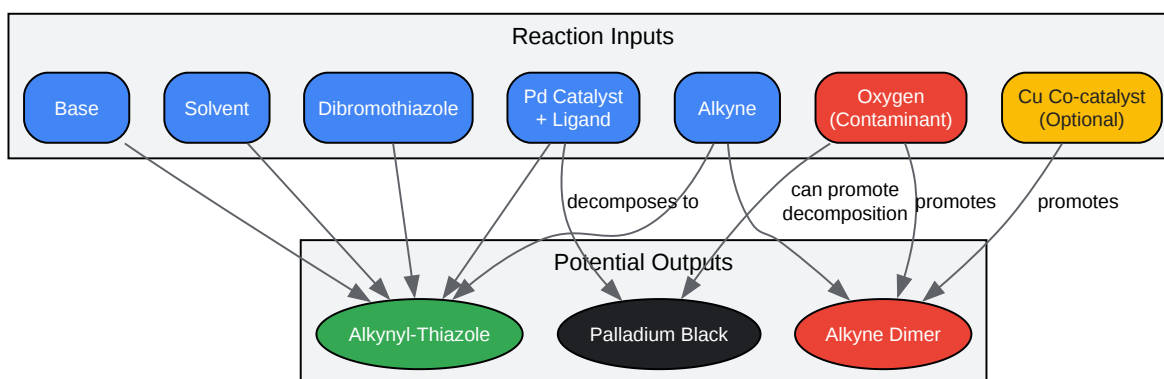 Reaction Inputs
Base
Solvent
Dibromothiazole
Pd Catalyst
+ Ligand
Alkyne
Oxygen
(Contaminant)
Cu Co-catalyst
(Optional)
decomposes to
can promote
decomposition
promotes
promotes
Potential Outputs
Alkynyl-Thiazole
Palladium Black
Alkyne Dimer